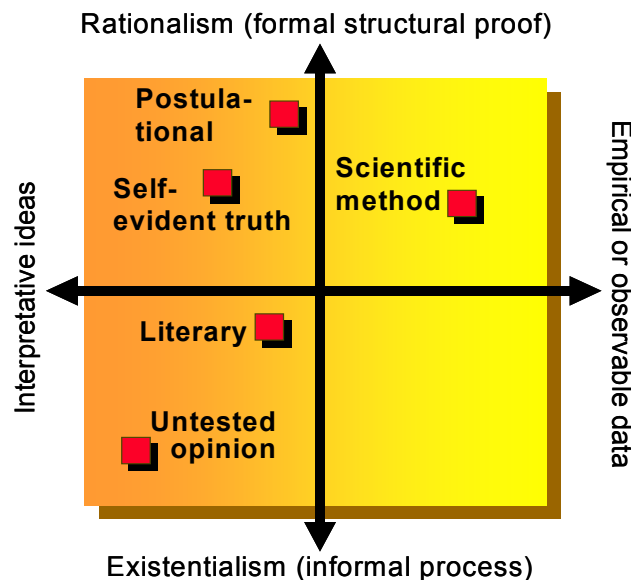 Rationalism (formal structural proof)
Postula-
tional
Scientific
method
Self-
evident truth
Interpretative ideas
Empirical or observable data
Literary
Untested
opinion
Existentialism (informal process)